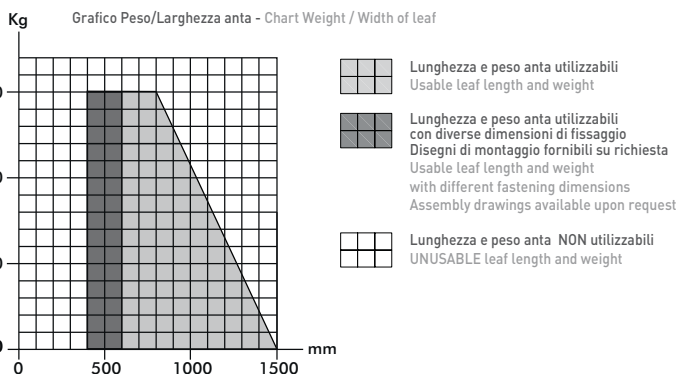 Kg
Grafico Peso/Larghezza anta - Chart Weight / Width of leaf
Lunghezza e peso anta utilizzabili
Usable leaf length and weight
Lunghezza e peso anta utilizzabili
con diverse dimensioni di fissaggio
Disegni di montaggio fornibili su richiesta
Usable leaf length and weight
with different fastening dimensions
Assembly drawings available upon request
Lunghezza e peso anta NON utilizzabili
UNUSABLE leaf length and weight
mm
0 500 1000 1500